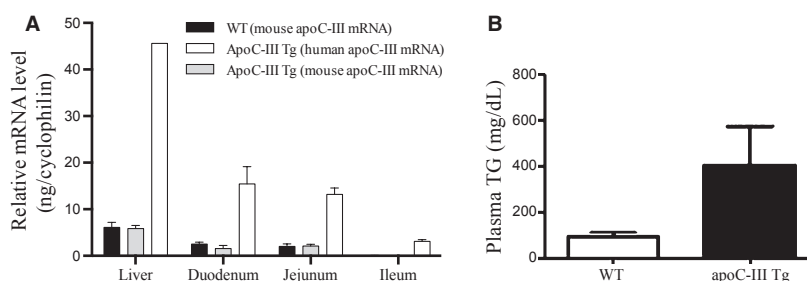 A
Relative mRNA level
(ng/cyclophilin)
50
40
30
20
10
0
WT (mouse apoC-III mRNA)
ApoC-III Tg (human apoC-III mRNA)
ApoC-III Tg (mouse apoC-III mRNA)
Liver Duodenum Jejunum Ileum
B
Plasma TG (mg/dL)
800
600
400
200
0
WT apoC-III Tg